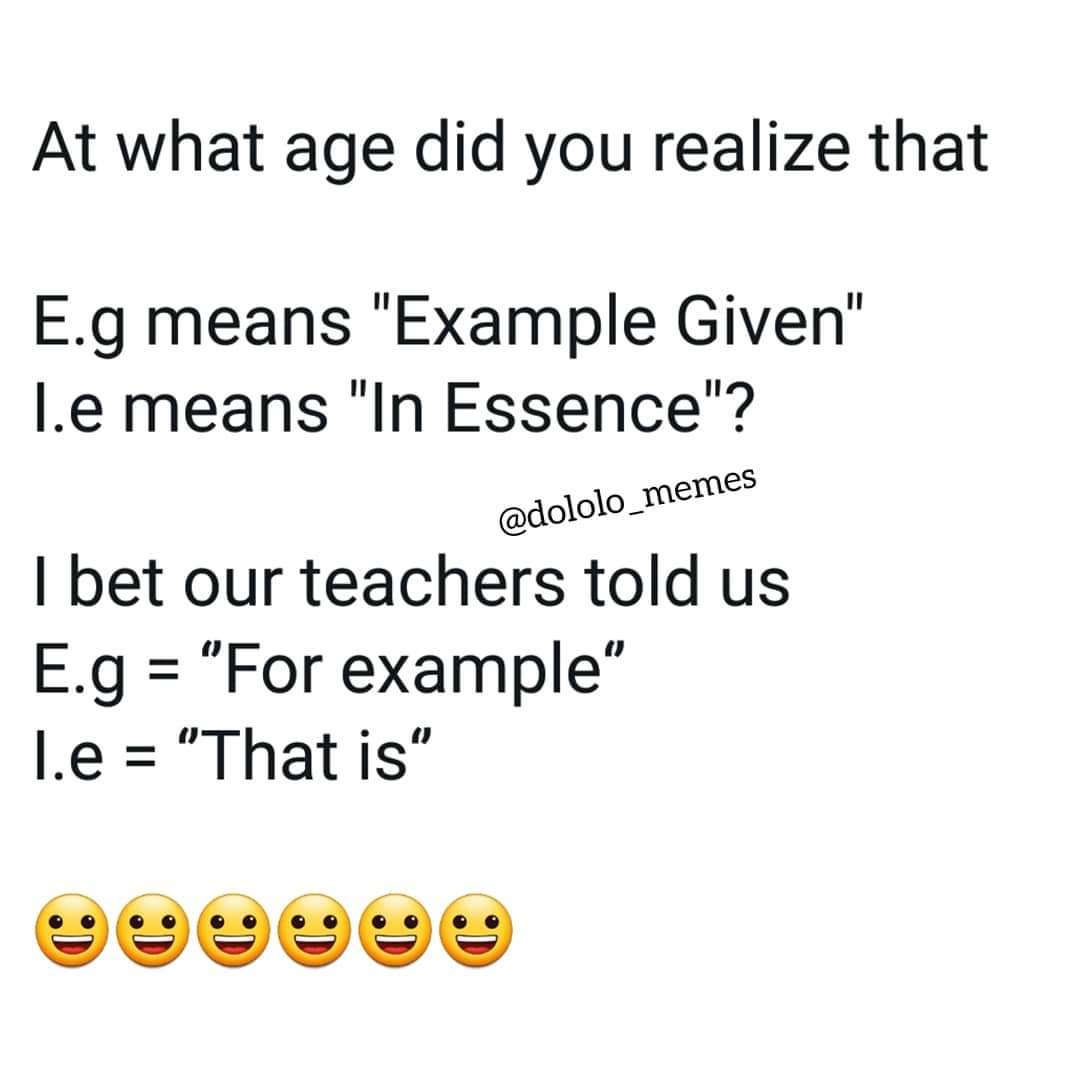 At what age did you realize that
E.g means "Example Given"
I.e means "In Essence"?
@dololo_memes
I bet our teachers told us
E.g = ‟For example‟
I.e = ‟That is‟
😀😀😀😀😀😀